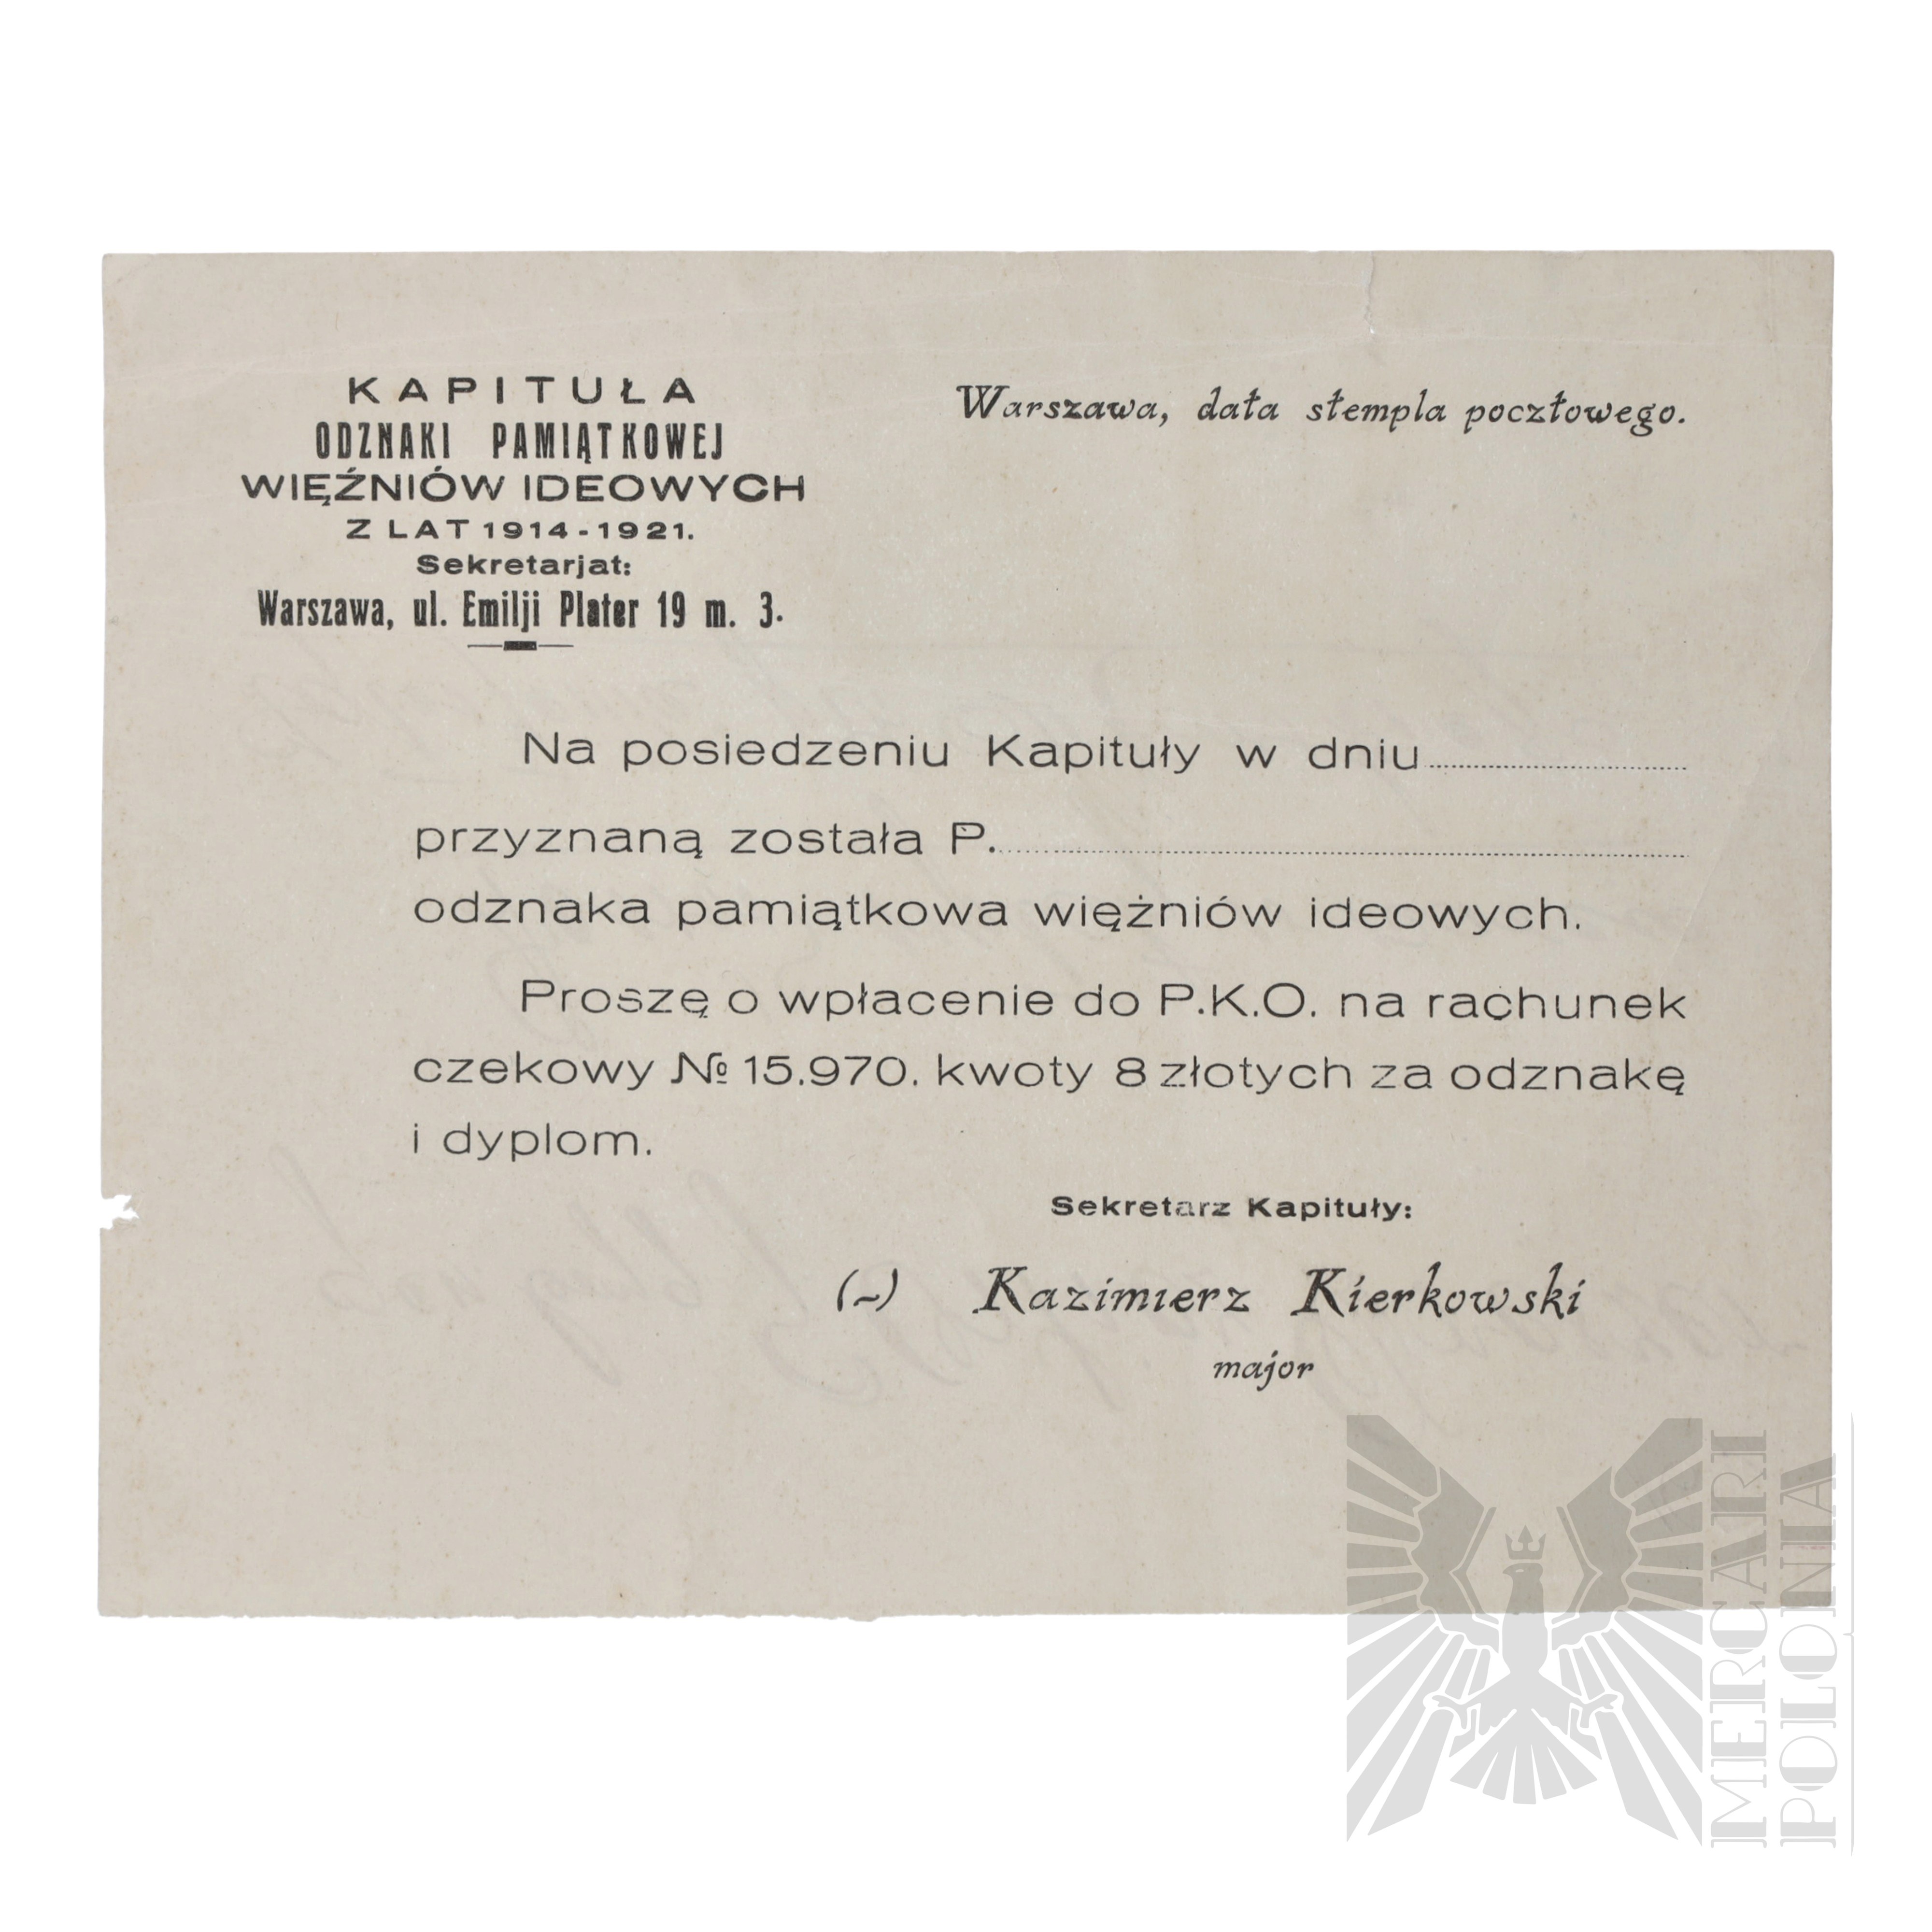 KAPITUŁA
ODZNAKI PAMIĄTKOWEJ
WIĘŹNIÓW IDEOWYCH
Z LAT 1914-1921.
Sekretarjat:
Warszawa, ul. Emilji Plater 19 m. 3.
Warszawa, data stempla pocztowego.
Na posiedzeniu Kapituły w dniu
przyznaną została P.
odznaka pamiątkowa więźniów ideowych.
Proszę o wpłacenie do P.K.O. na rachunek
czekowy № 15.970. kwoty 8 złotych za odznakę
i dyplom.
Sekretarz Kapituły:
(-) Kazimierz Kierkowski
major
MERCARI
POLONIA